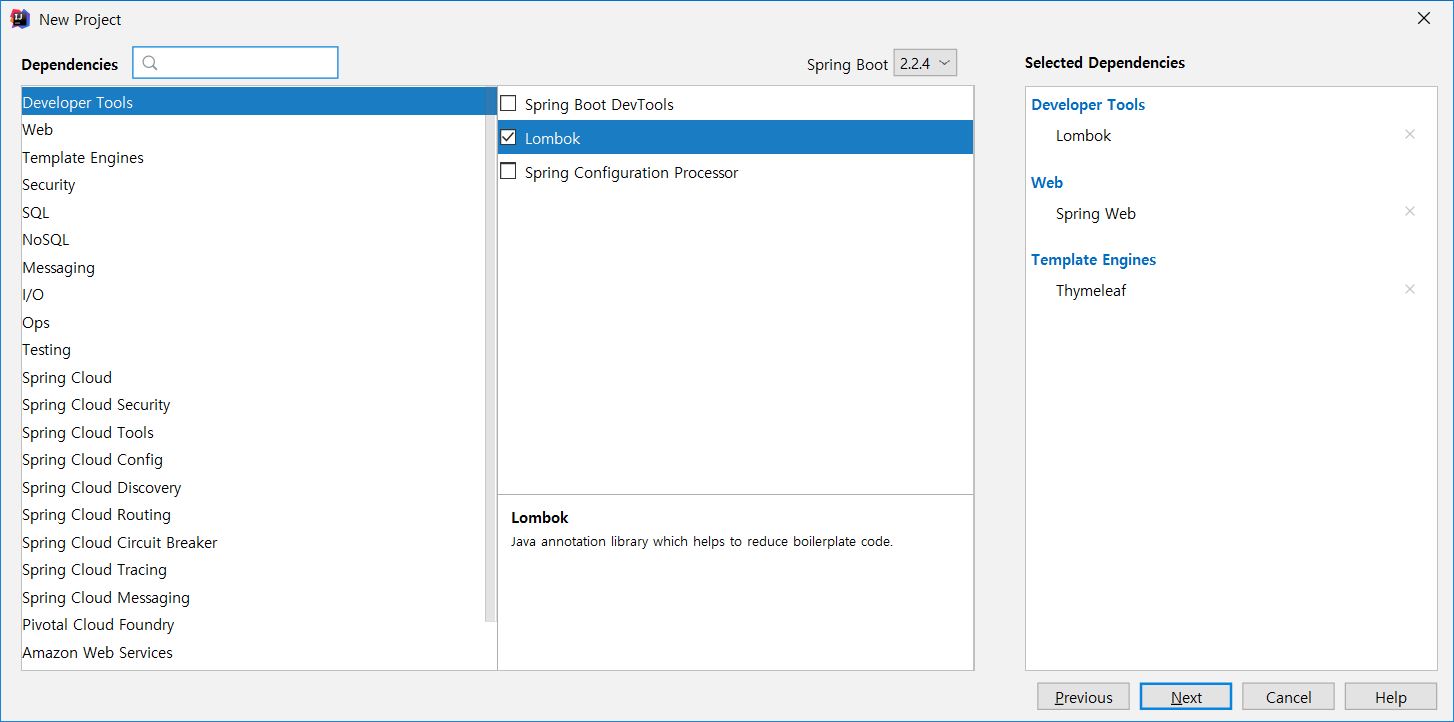 New Project
Dependencies
Spring Boot 2.2.4
Selected Dependencies
Developer Tools
Web
Template Engines
Security
SQL
NoSQL
Messaging
I/O
Ops
Testing
Spring Cloud
Spring Cloud Security
Spring Cloud Tools
Spring Cloud Config
Spring Cloud Discovery
Spring Cloud Routing
Spring Cloud Circuit Breaker
Spring Cloud Tracing
Spring Cloud Messaging
Pivotal Cloud Foundry
Amazon Web Services
Spring Boot DevTools
Lombok
Spring Configuration Processor
Lombok
Java annotation library which helps to reduce boilerplate code.
Developer Tools
Lombok
Web
Spring Web
Template Engines
Thymeleaf
Previous
Next
Cancel
Help